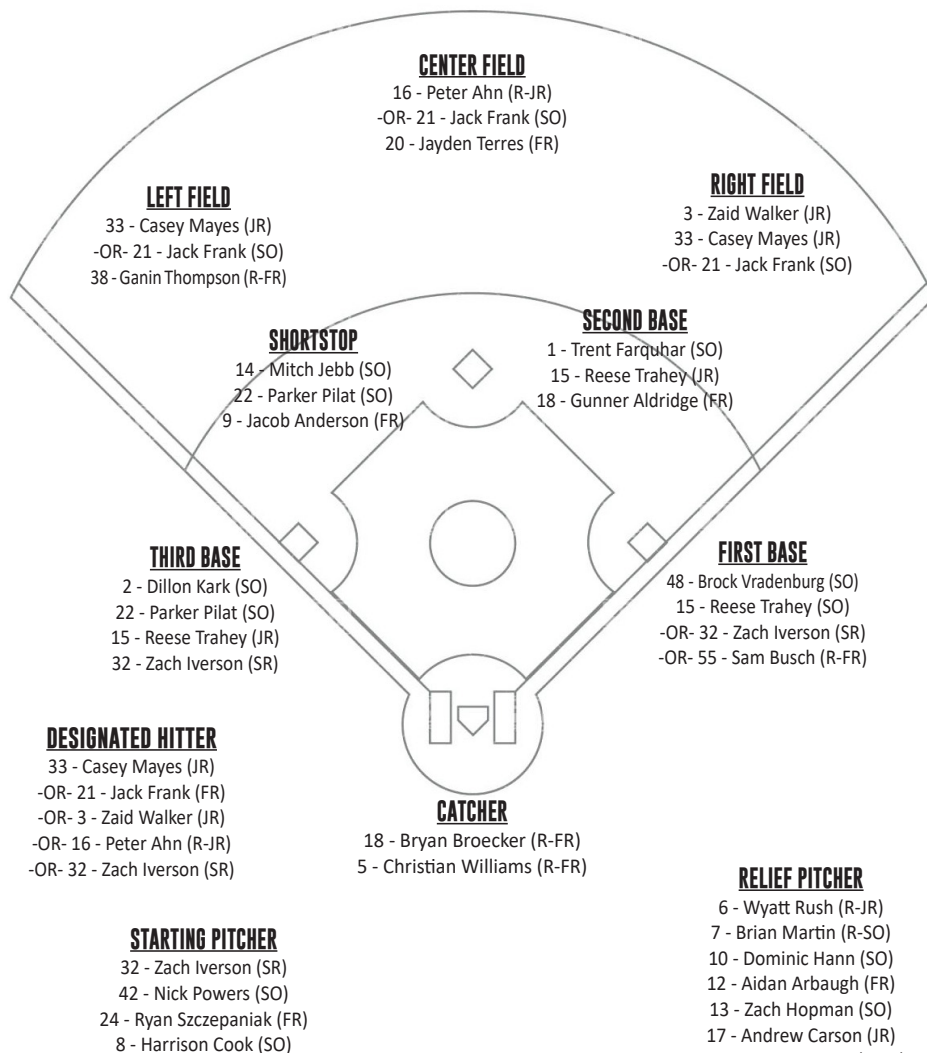 CENTER FIELD
16 - Peter Ahn (R-JR)
-OR- 21 - Jack Frank (SO)
20 - Jayden Terres (FR)
LEFT FIELD
33 - Casey Mayes (JR)
-OR- 21 - Jack Frank (SO)
38 - Ganin Thompson (R-FR)
RIGHT FIELD
3 - Zaid Walker (JR)
33 - Casey Mayes (JR)
-OR- 21 - Jack Frank (SO)
SHORTSTOP
14 - Mitch Jebb (SO)
22 - Parker Pilat (SO)
9 - Jacob Anderson (FR)
SECOND BASE
1 - Trent Farquhar (SO)
15 - Reese Trahey (JR)
18 - Gunner Aldridge (FR)
THIRD BASE
2 - Dillon Kark (SO)
22 - Parker Pilat (SO)
15 - Reese Trahey (JR)
32 - Zach Iverson (SR)
FIRST BASE
48 - Brock Vradenburg (SO)
15 - Reese Trahey (SO)
-OR- 32 - Zach Iverson (SR)
-OR- 55 - Sam Busch (R-FR)
DESIGNATED HITTER
33 - Casey Mayes (JR)
-OR- 21 - Jack Frank (FR)
-OR- 3 - Zaid Walker (JR)
-OR- 16 - Peter Ahn (R-JR)
-OR- 32 - Zach Iverson (SR)
CATCHER
18 - Bryan Broecker (R-FR)
5 - Christian Williams (R-FR)
STARTING PITCHER
32 - Zach Iverson (SR)
42 - Nick Powers (SO)
24 - Ryan Szczepaniak (FR)
8 - Harrison Cook (SO)
RELIEF PITCHER
6 - Wyatt Rush (R-JR)
7 - Brian Martin (R-SO)
10 - Dominic Hann (SO)
12 - Aidan Arbaugh (FR)
13 - Zach Hopman (SO)
17 - Andrew Carson (JR)